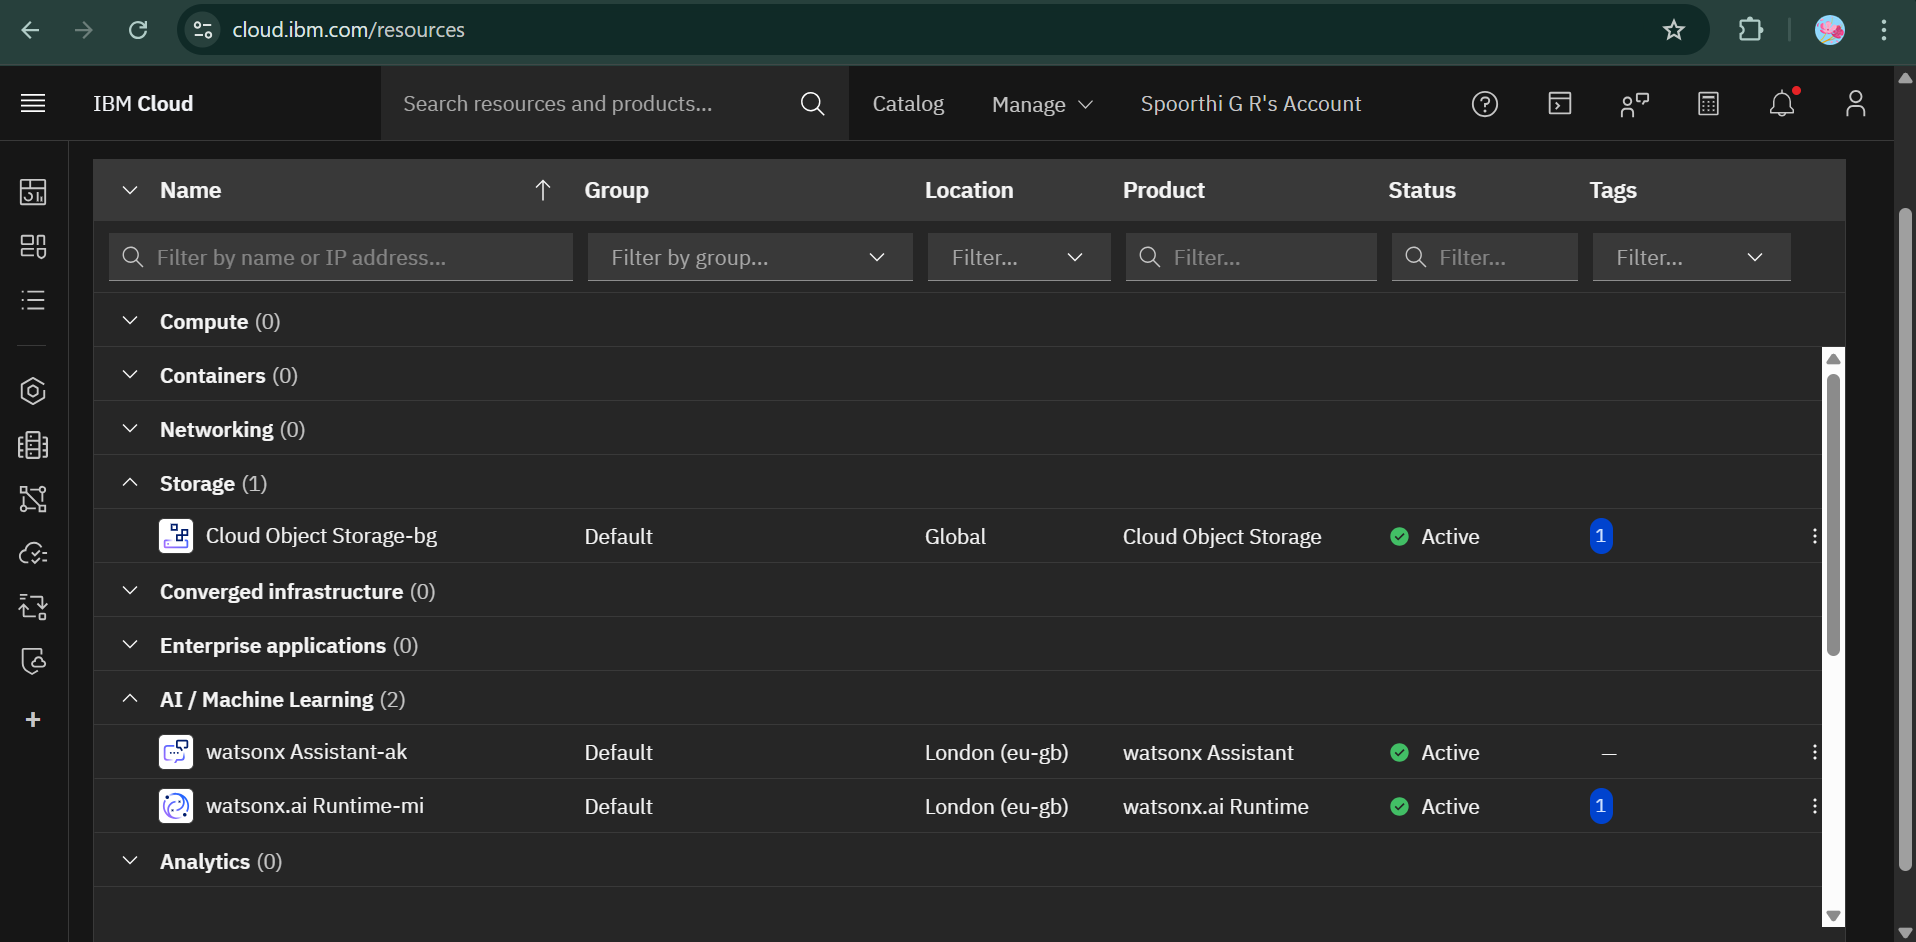 cloud.ibm.com/resources
IBM Cloud
Search resources and products...
Catalog
Manage
Spoorthi G R's Account
Name Group Location Product Status Tags
Filter by name or IP address... Filter by group... Filter... Filter... Filter... Filter...
Compute (0)
Containers (0)
Networking (0)
Storage (1)
Cloud Object Storage-bg Default Global Cloud Object Storage Active 1
Converged infrastructure (0)
Enterprise applications (0)
AI / Machine Learning (2)
watsonx Assistant-ak Default London (eu-gb) watsonx Assistant Active —
watsonx.ai Runtime-mi Default London (eu-gb) watsonx.ai Runtime Active 1
Analytics (0)